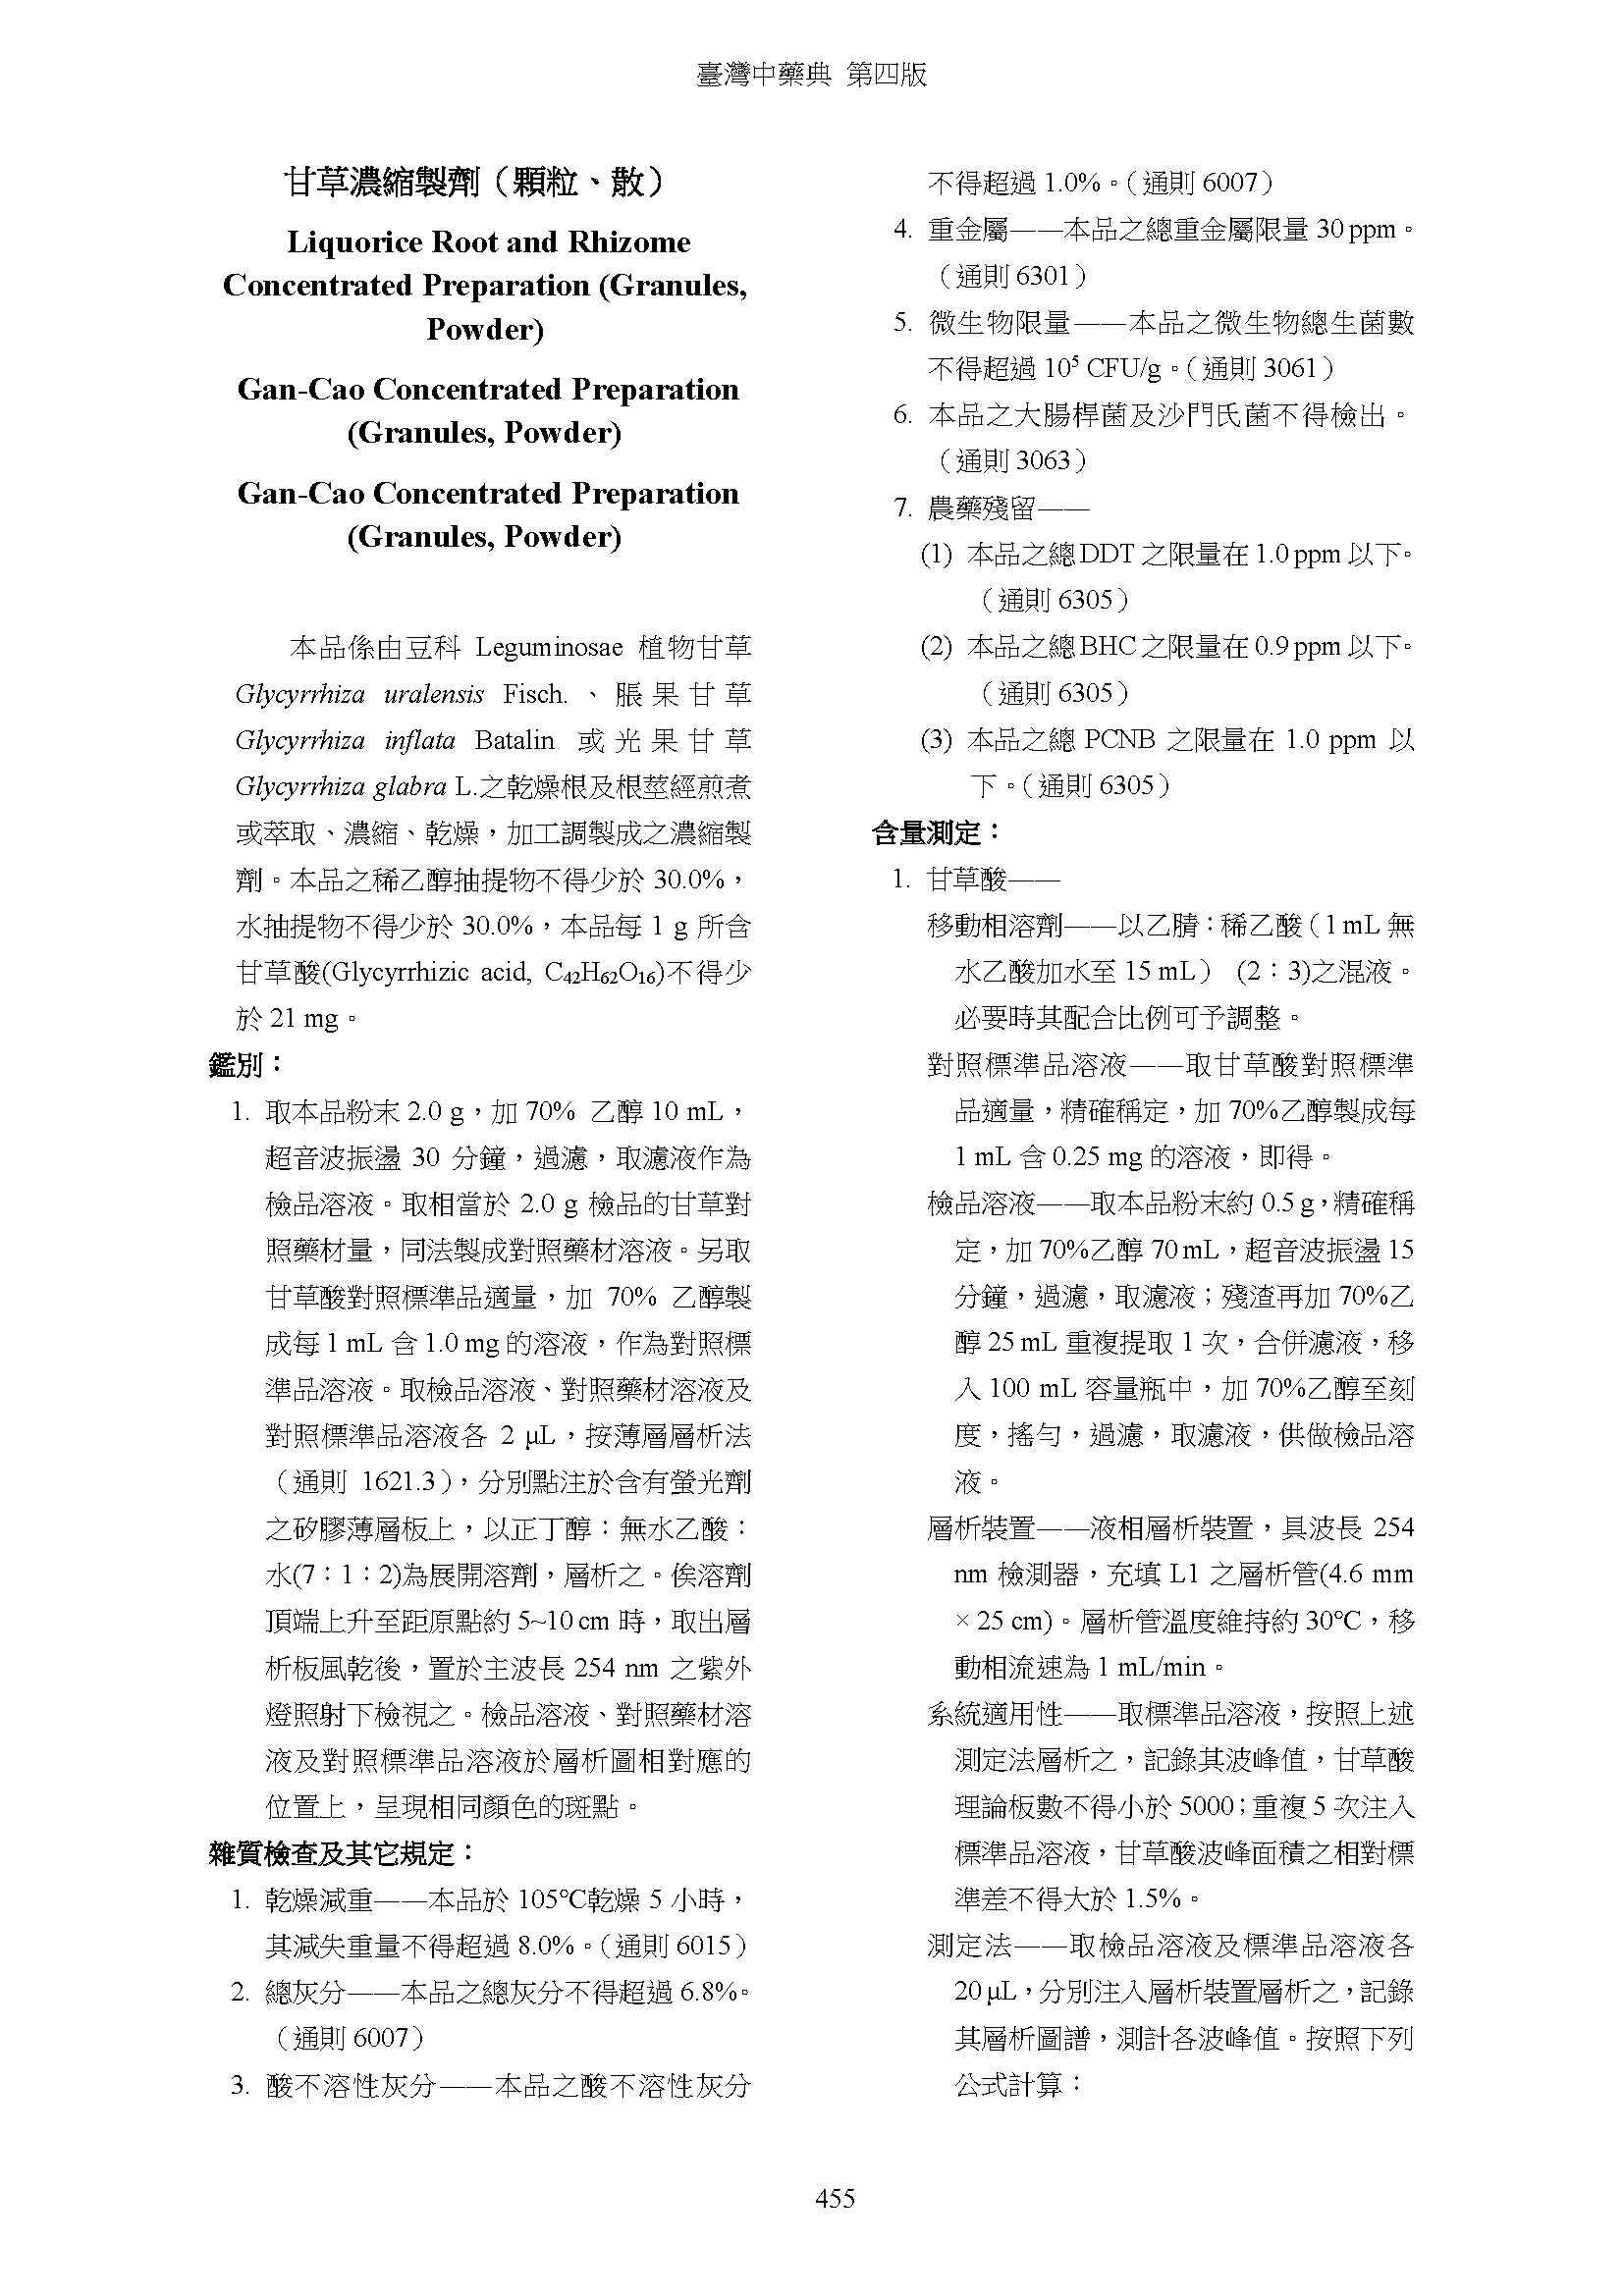 臺灣中藥典 第四版
甘草濃縮製劑（顆粒、散）
Liquorice Root and Rhizome
Concentrated Preparation (Granules,
Powder)
Gan-Cao Concentrated Preparation
(Granules, Powder)
Gan-Cao Concentrated Preparation
(Granules, Powder)
本品係由豆科 Leguminosae 植物甘草
Glycyrrhiza uralensis Fisch.、脹果甘草
Glycyrrhiza inflata Batalin 或光果甘草
Glycyrrhiza glabra L.之乾燥根及根莖經煎煮
或萃取、濃縮、乾燥，加工調製成之濃縮製
劑。本品之稀乙醇抽提物不得少於 30.0%，
水抽提物不得少於 30.0%，本品每 1 g 所含
甘草酸(Glycyrrhizic acid, C₄₂H₆₂O₁₆)不得少
於 21 mg。
鑑別：
1. 取本品粉末 2.0 g，加 70% 乙醇 10 mL，
超音波振盪 30 分鐘，過濾，取濾液作為
檢品溶液。取相當於 2.0 g 檢品的甘草對
照藥材量，同法製成對照藥材溶液。另取
甘草酸對照標準品適量，加 70% 乙醇製
成每 1 mL 含 1.0 mg 的溶液，作為對照標
準品溶液。取檢品溶液、對照藥材溶液及
對照標準品溶液各 2 μL，按薄層層析法
（通則 1621.3），分別點注於含有螢光劑
之矽膠薄層板上，以正丁醇：無水乙酸：
水(7：1：2)為展開溶劑，層析之。俟溶劑
頂端上升至距原點約 5~10 cm 時，取出層
析板風乾後，置於主波長 254 nm 之紫外
燈照射下檢視之。檢品溶液、對照藥材溶
液及對照標準品溶液於層析圖相對應的
位置上，呈現相同顏色的斑點。
雜質檢查及其它規定：
1. 乾燥減重——本品於 105℃乾燥 5 小時，
其減失重量不得超過 8.0%。（通則 6015）
2. 總灰分——本品之總灰分不得超過 6.8%。
（通則 6007）
3. 酸不溶性灰分——本品之酸不溶性灰分
不得超過 1.0%。（通則 6007）
4. 重金屬——本品之總重金屬限量 30 ppm。
（通則 6301）
5. 微生物限量——本品之微生物總生菌數
不得超過 10⁵ CFU/g。（通則 3061）
6. 本品之大腸桿菌及沙門氏菌不得檢出。
（通則 3063）
7. 農藥殘留——
(1) 本品之總 DDT 之限量在 1.0 ppm 以下。
（通則 6305）
(2) 本品之總 BHC 之限量在 0.9 ppm 以下。
（通則 6305）
(3) 本品之總 PCNB 之限量在 1.0 ppm 以
下。（通則 6305）
含量測定：
1. 甘草酸——
移動相溶劑——以乙腈：稀乙酸（1 mL 無
水乙酸加水至 15 mL） (2：3)之混液。
必要時其配合比例可予調整。
對照標準品溶液——取甘草酸對照標準
品適量，精確稱定，加 70%乙醇製成每
1 mL 含 0.25 mg 的溶液，即得。
檢品溶液——取本品粉末約 0.5 g，精確稱
定，加 70%乙醇 70 mL，超音波振盪 15
分鐘，過濾，取濾液；殘渣再加 70%乙
醇 25 mL 重複提取 1 次，合併濾液，移
入 100 mL 容量瓶中，加 70%乙醇至刻
度，搖勻，過濾，取濾液，供做檢品溶
液。
層析裝置——液相層析裝置，具波長 254
nm 檢測器，充填 L1 之層析管(4.6 mm
× 25 cm)。層析管溫度維持約 30℃，移
動相流速為 1 mL/min。
系統適用性——取標準品溶液，按照上述
測定法層析之，記錄其波峰值，甘草酸
理論板數不得小於 5000；重複 5 次注入
標準品溶液，甘草酸波峰面積之相對標
準差不得大於 1.5%。
測定法——取檢品溶液及標準品溶液各
20 μL，分別注入層析裝置層析之，記錄
其層析圖譜，測計各波峰值。按照下列
公式計算：
455